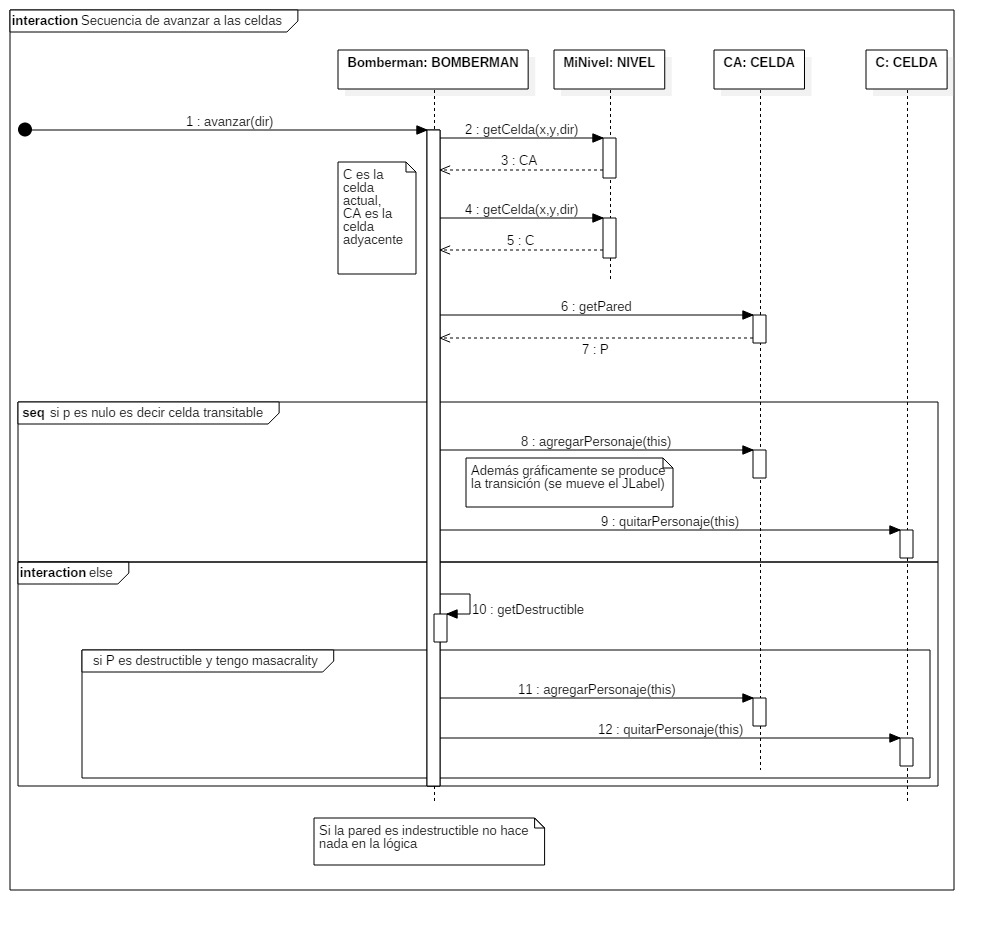 interaction Secuencia de avanzar a las celdas
Bomberman: BOMBERMAN
MiNivel: NIVEL
CA: CELDA
C: CELDA
1 : avanzar(dir)
2 : getCelda(x,y,dir)
3 : CA
C es la
celda
actual,
CA es la
celda
adyacente
4 : getCelda(x,y,dir)
5 : C
6 : getPared
7 : P
seq si p es nulo es decir celda transitable
8 : agregarPersonaje(this)
Además gráficamente se produce
la transición (se mueve el JLabel)
9 : quitarPersonaje(this)
interaction else
10 : getDestructible
si P es destructible y tengo masacrality
11 : agregarPersonaje(this)
12 : quitarPersonaje(this)
Si la pared es indestructible no hace
nada en la lógica